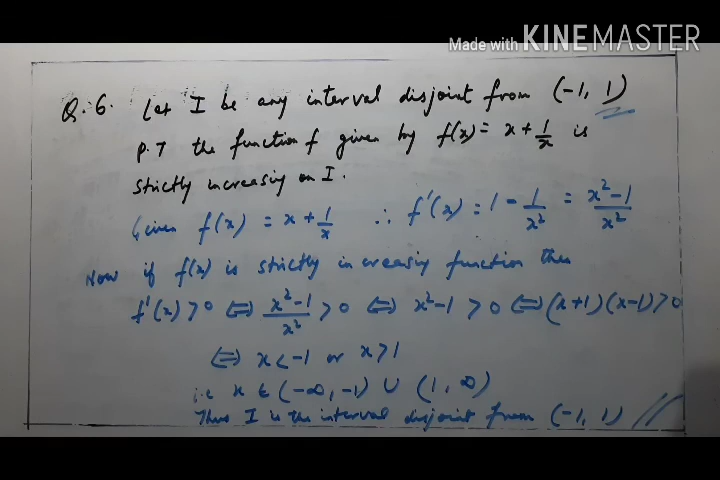 Made with KINEMASTER
Q.6. Let I be any interval disjoint from (-1, 1)
P.T the function f given by f(x) = x + 1/x is
strictly increasing on I.
Given f(x) = x + 1/x ∴ f'(x) = 1 - 1/x² = x²-1/x²
Now if f(x) is strictly increasing function then
f'(x) > 0 ⇔ x²-1/x² > 0 ⇔ x²-1 > 0 ⇔ (x+1)(x-1) > 0
⇔ x < -1 or x > 1
i.e x ∈ (-∞, -1) ∪ (1, ∞)
Thus I is the interval disjoint from (-1, 1)